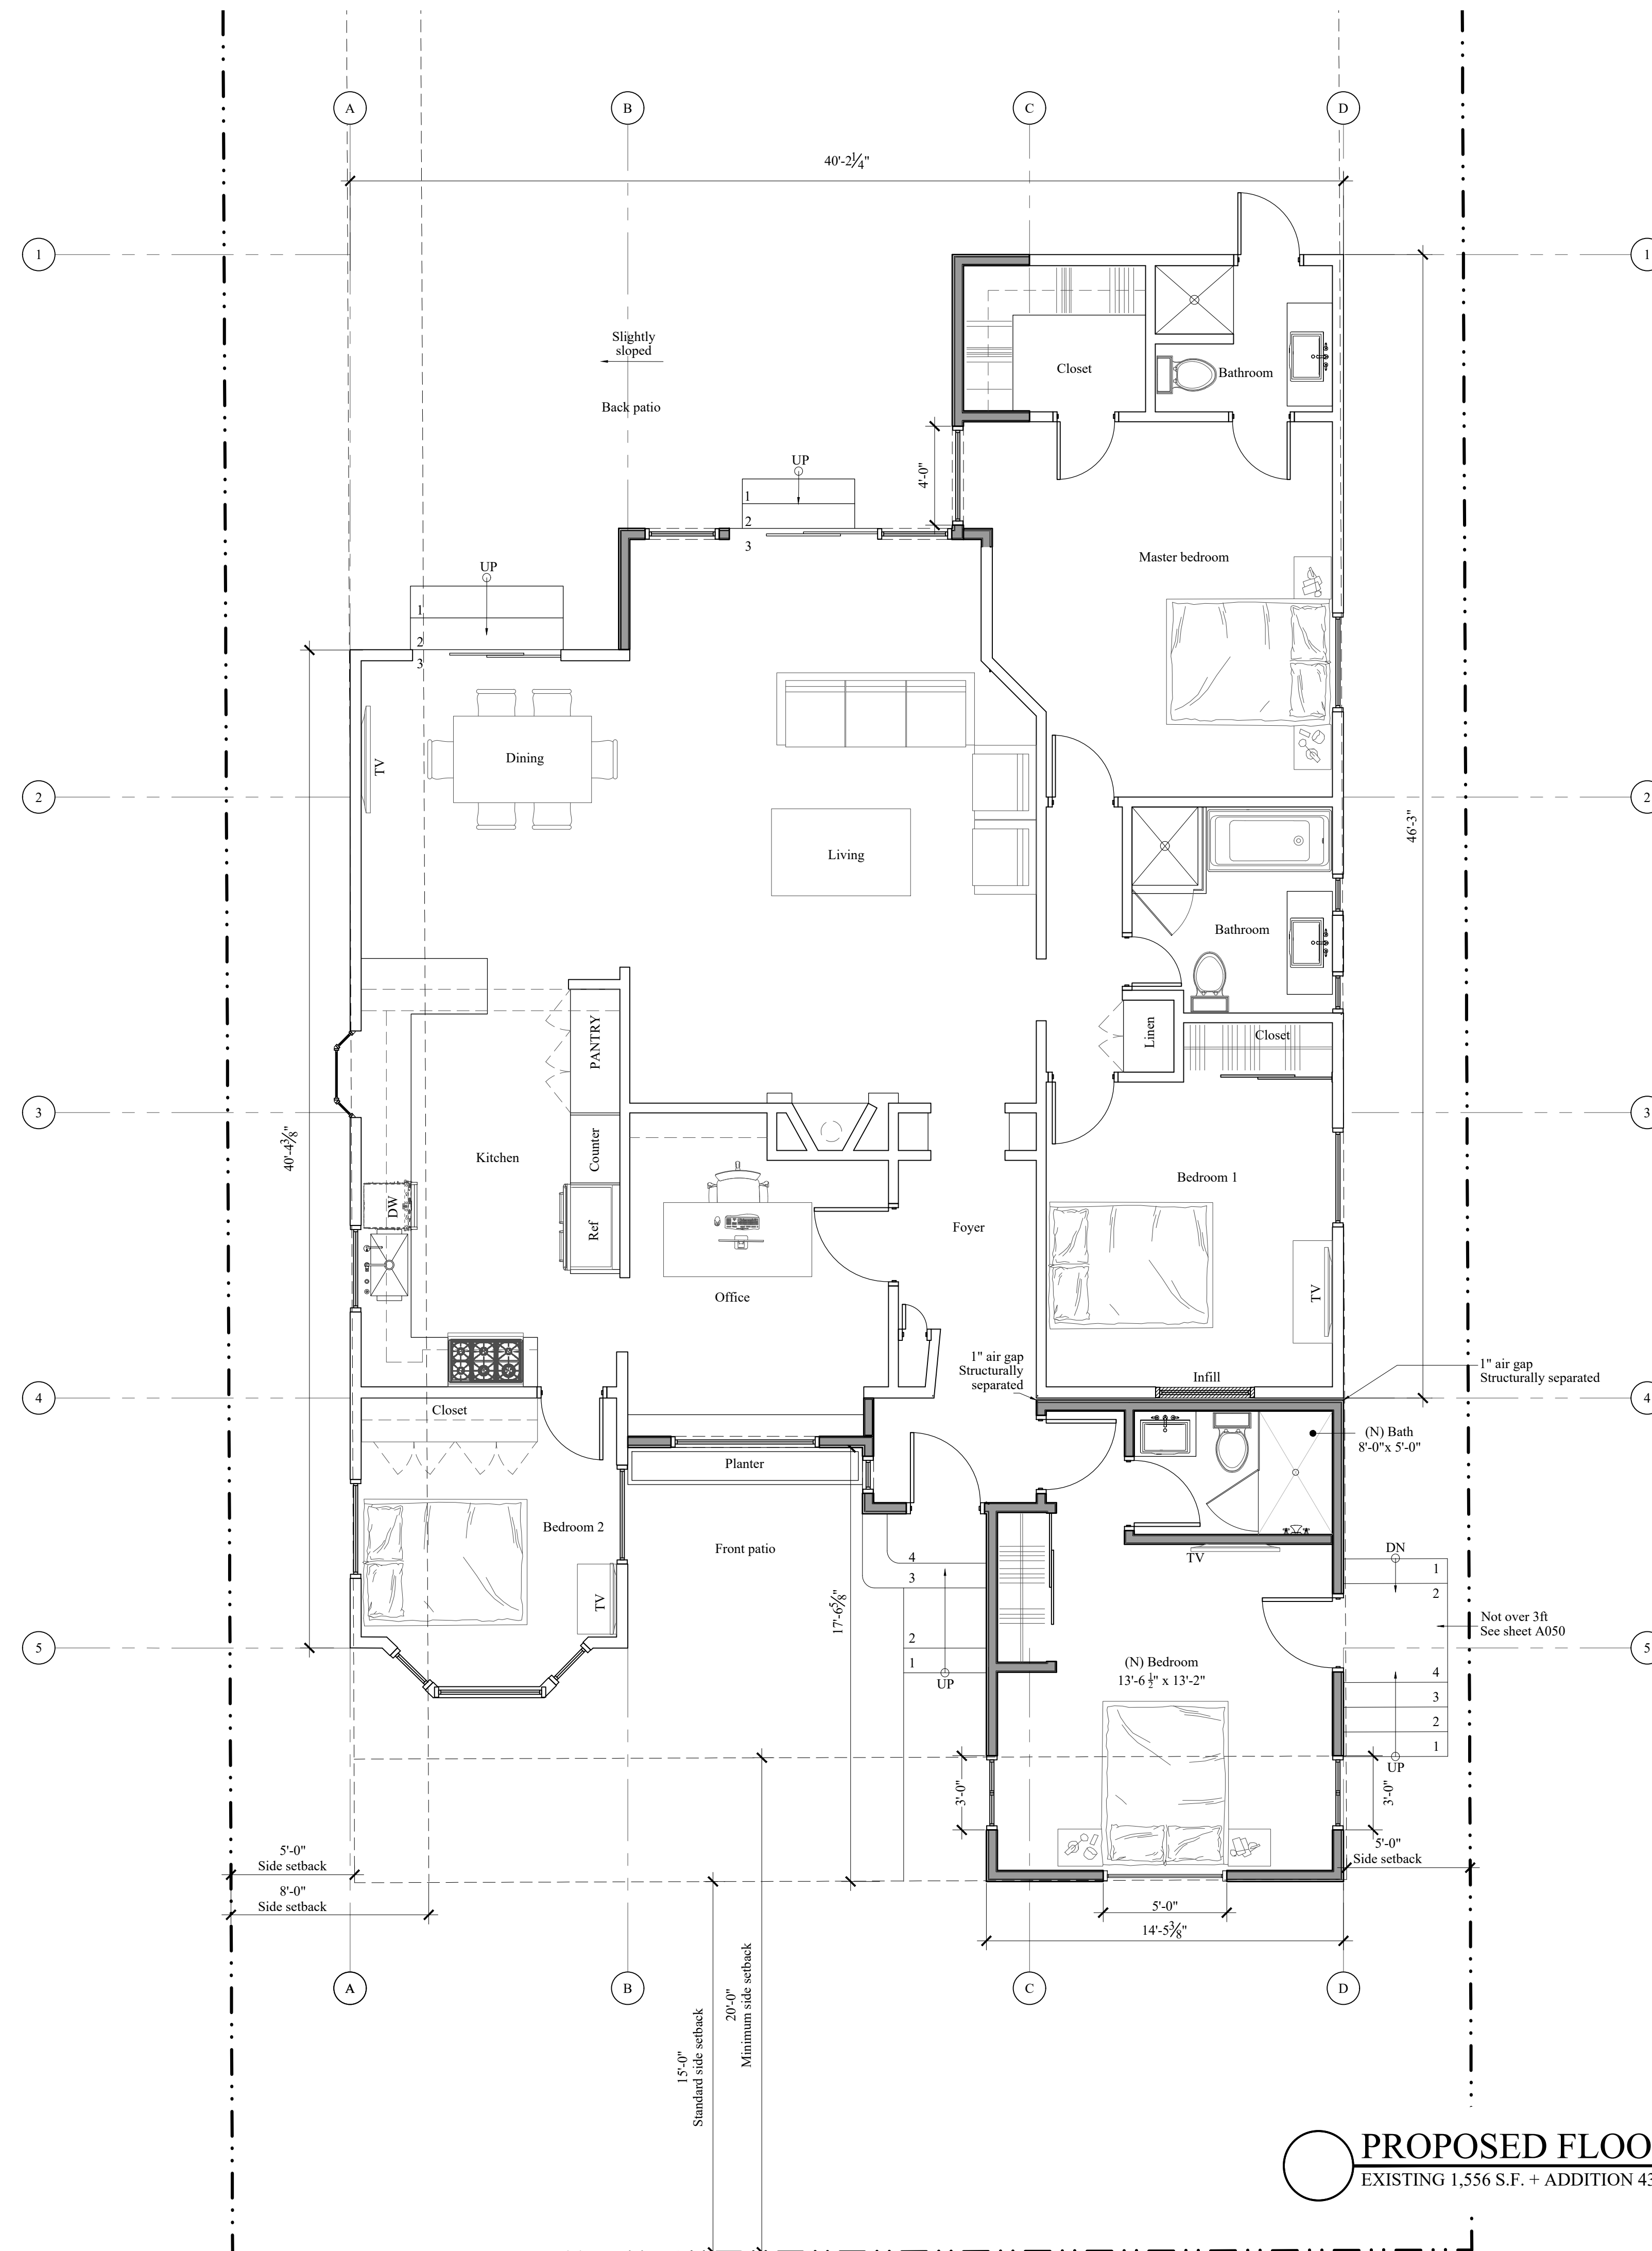 A
B
C
D
40'-2¼"
1
1
Slightly
sloped
Back patio
Closet
Bathroom
UP
1
2
3
4'-0"
UP
1
2
3
Master bedroom
TV
Dining
2
2
Living
46'-3"
Bathroom
PANTRY
Linen
Closet
3
3
40'-4⅜"
Kitchen
Counter
DW
Ref
Bedroom 1
Foyer
Office
TV
1" air gap
Structurally
separated
Infill
1" air gap
Structurally separated
4
4
Closet
(N) Bath
8'-0"x 5'-0"
Planter
Bedroom 2
Front patio
TV
4
3
2
1
UP
17'-6⅝"
TV
DN
1
2
Not over 3ft
See sheet A050
5
5
(N) Bedroom
13'-6 ½" x 13'-2"
4
3
2
1
UP
3'-0"
3'-0"
5'-0"
Side setback
8'-0"
Side setback
5'-0"
Side setback
5'-0"
14'-5⅜"
A
B
C
D
15'-0"
Standard side setback
20'-0"
Minimum side setback
PROPOSED FLOO
EXISTING 1,556 S.F. + ADDITION 43